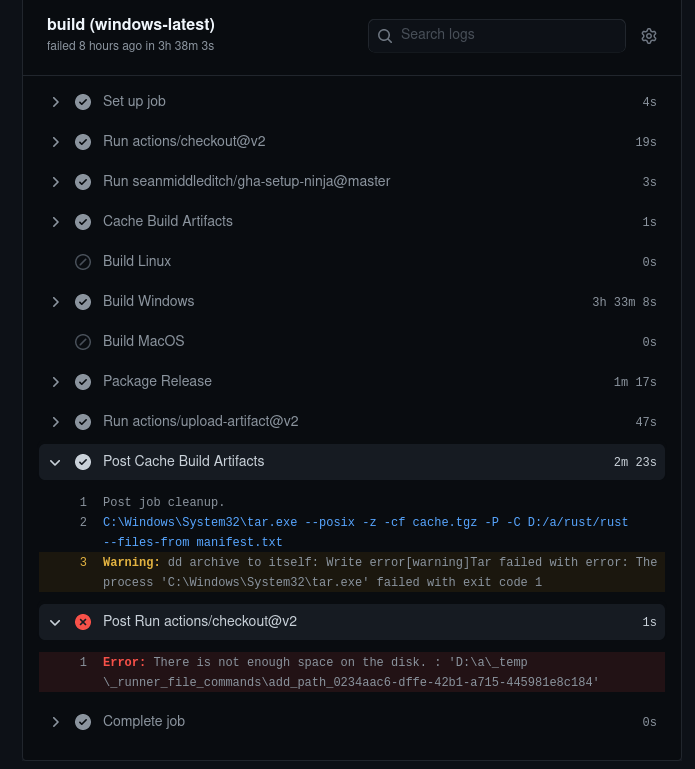 build (windows-latest)
failed 8 hours ago in 3h 38m 3s
Search logs
Set up job 4s
Run actions/checkout@v2 19s
Run seanmiddleditch/gha-setup-ninja@master 3s
Cache Build Artifacts 1s
Build Linux 0s
Build Windows 3h 33m 8s
Build MacOS 0s
Package Release 1m 17s
Run actions/upload-artifact@v2 47s
Post Cache Build Artifacts 2m 23s
1 Post job cleanup.
2 C:\Windows\System32\tar.exe --posix -z -cf cache.tgz -P -C D:/a/rust/rust
--files-from manifest.txt
3 Warning: dd archive to itself: Write error[warning]Tar failed with error: The
process 'C:\Windows\System32\tar.exe' failed with exit code 1
Post Run actions/checkout@v2 1s
1 Error: There is not enough space on the disk. : 'D:\a\_temp
\_runner_file_commands\add_path_0234aac6-dffe-42b1-a715-445981e8c184'
Complete job 0s